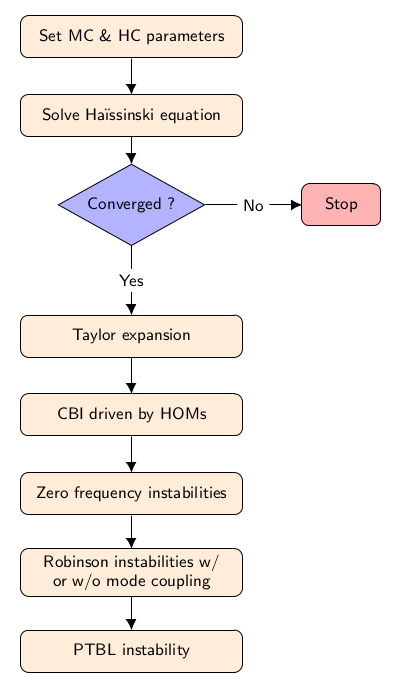 Set MC & HC parameters
Solve Haïssinski equation
Converged ?
No
Stop
Yes
Taylor expansion
CBI driven by HOMs
Zero frequency instabilities
Robinson instabilities w/
or w/o mode coupling
PTBL instability